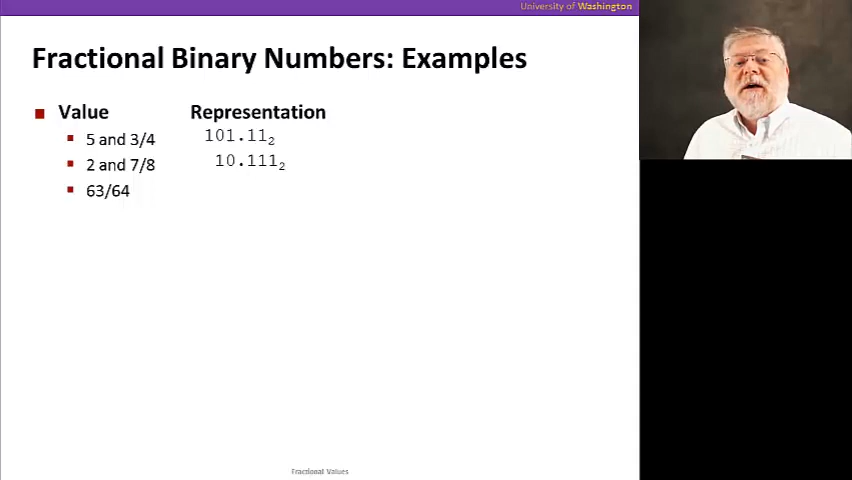 University of Washington
Fractional Binary Numbers: Examples
Value Representation
5 and 3/4 101.11₂
2 and 7/8 10.111₂
63/64
Fractional Values